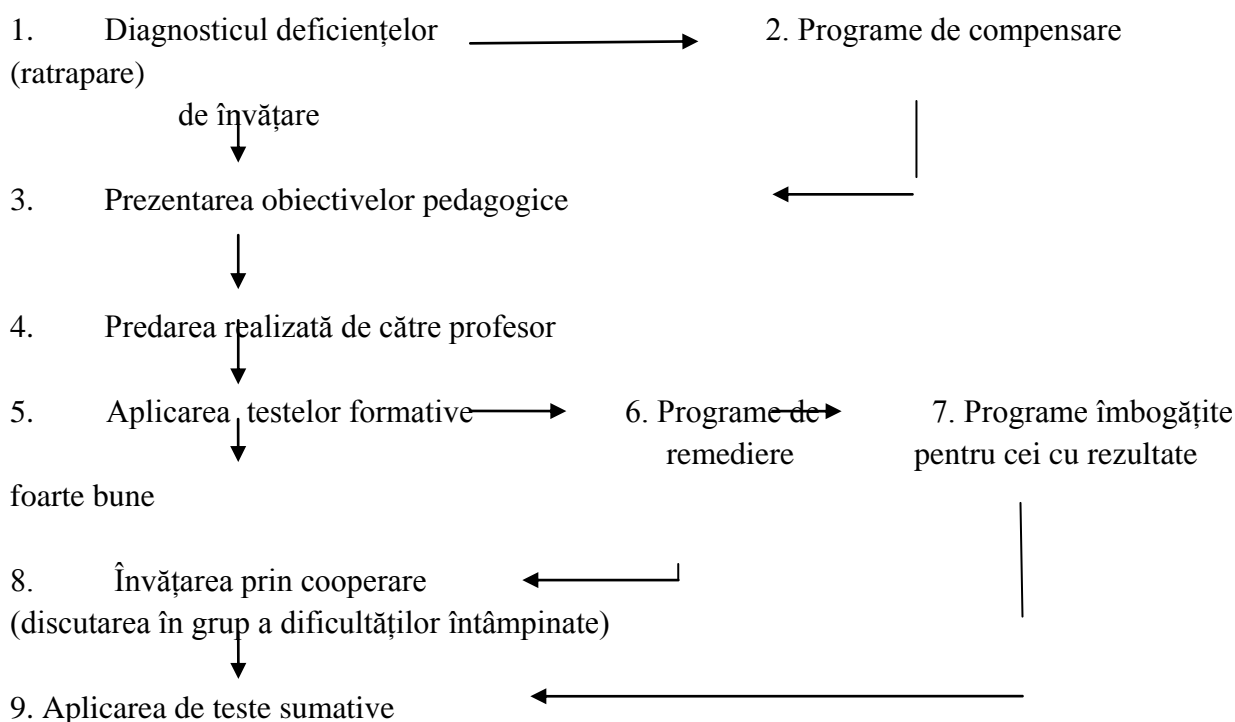 1. Diagnosticul deficiențelor 2. Programe de compensare
(ratrapare)
de învățare
3. Prezentarea obiectivelor pedagogice
4. Predarea realizată de către profesor
5. Aplicarea testelor formative 6. Programe de 7. Programe îmbogățite
remediere pentru cei cu rezultate
foarte bune
8. Învățarea prin cooperare
(discutarea în grup a dificultăților întâmpinate)
9. Aplicarea de teste sumative